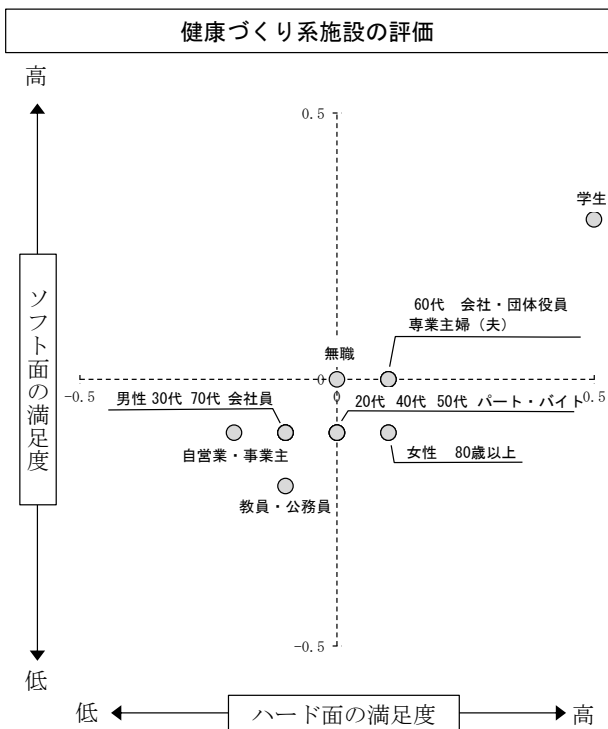 健康づくり系施設の評価
高
0.5
学生
60代 会社・団体役員
専業主婦（夫）
無職
0
-0.5
0
0.5
男性 30代 70代 会社員
20代 40代 50代 パート・バイト
自営業・事業主
女性 80歳以上
教員・公務員
ソフト面の満足度
-0.5
低
低
ハード面の満足度
高